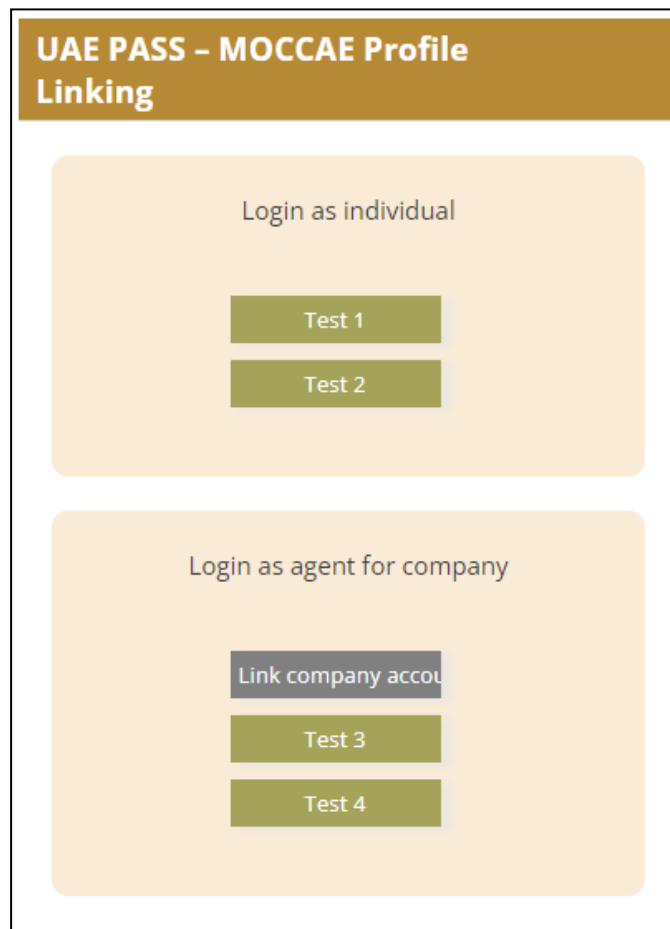 UAE PASS – MOCCAE Profile
Linking
Login as individual
Test 1
Test 2
Login as agent for company
Link company accou
Test 3
Test 4